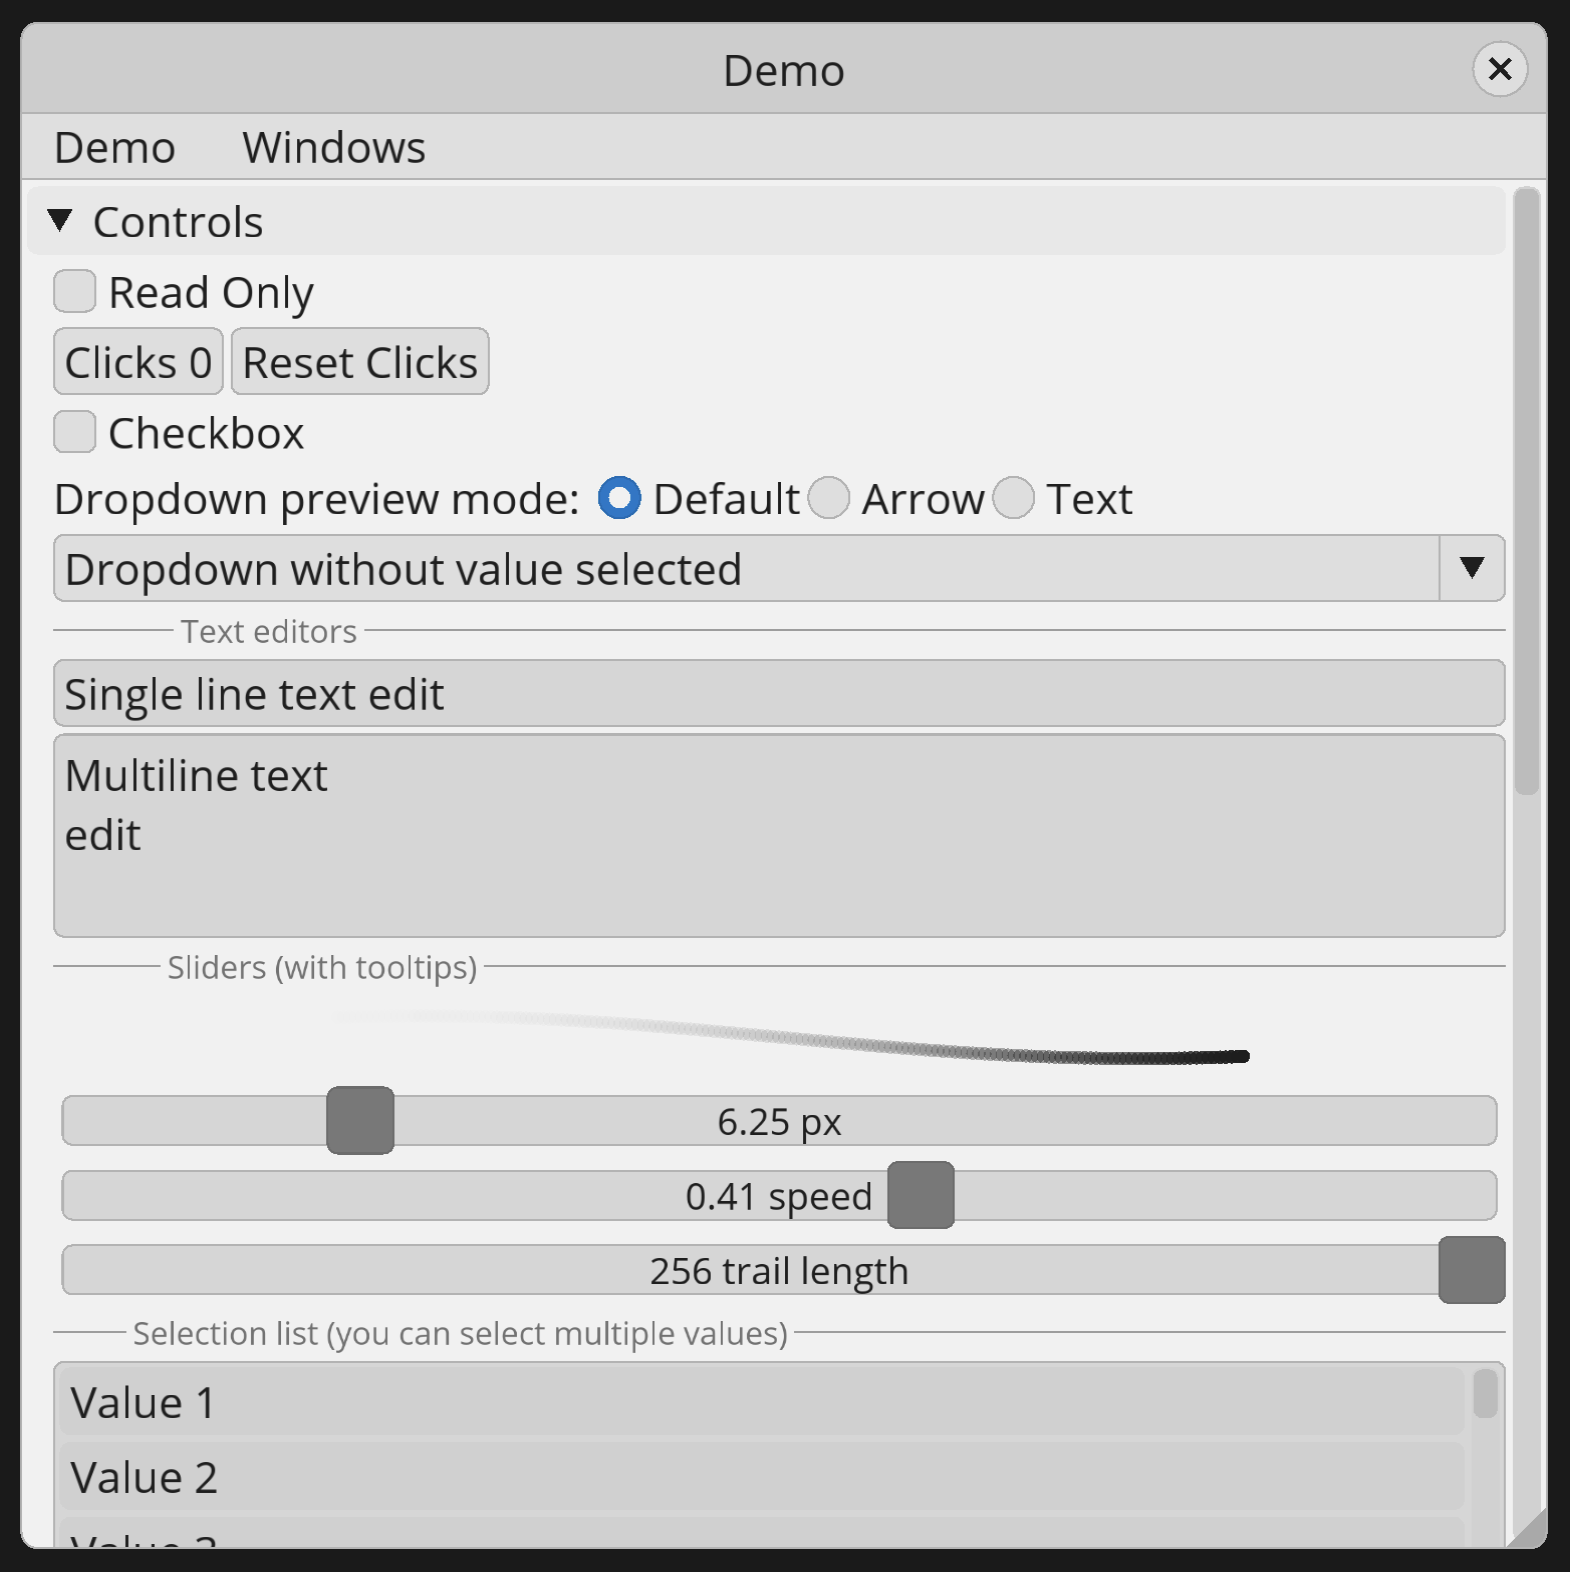 Demo
Demo Windows
Controls
Read Only
Clicks 0 Reset Clicks
Checkbox
Dropdown preview mode: Default Arrow Text
Dropdown without value selected
Text editors
Single line text edit
Multiline text
edit
Sliders (with tooltips)
6.25 px
0.41 speed
256 trail length
Selection list (you can select multiple values)
Value 1
Value 2
Value 3